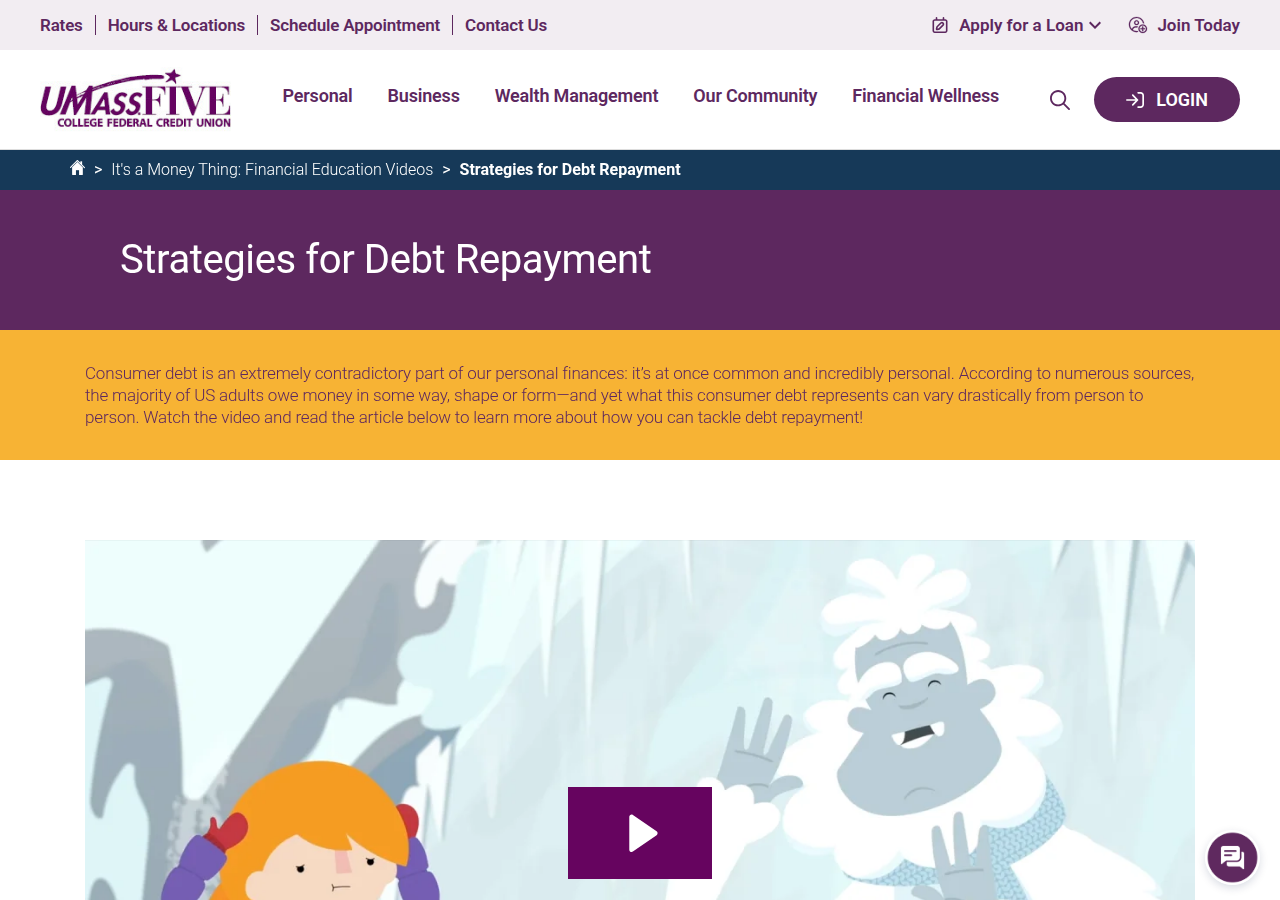 Rates
Hours & Locations
Schedule Appointment
Contact Us
Apply for a Loan
Join Today
UMASSFIVE
COLLEGE FEDERAL CREDIT UNION
Personal
Business
Wealth Management
Our Community
Financial Wellness
LOGIN
> It's a Money Thing: Financial Education Videos > Strategies for Debt Repayment
Strategies for Debt Repayment
Consumer debt is an extremely contradictory part of our personal finances: it’s at once common and incredibly personal. According to numerous sources,
the majority of US adults owe money in some way, shape or form—and yet what this consumer debt represents can vary drastically from person to
person. Watch the video and read the article below to learn more about how you can tackle debt repayment!